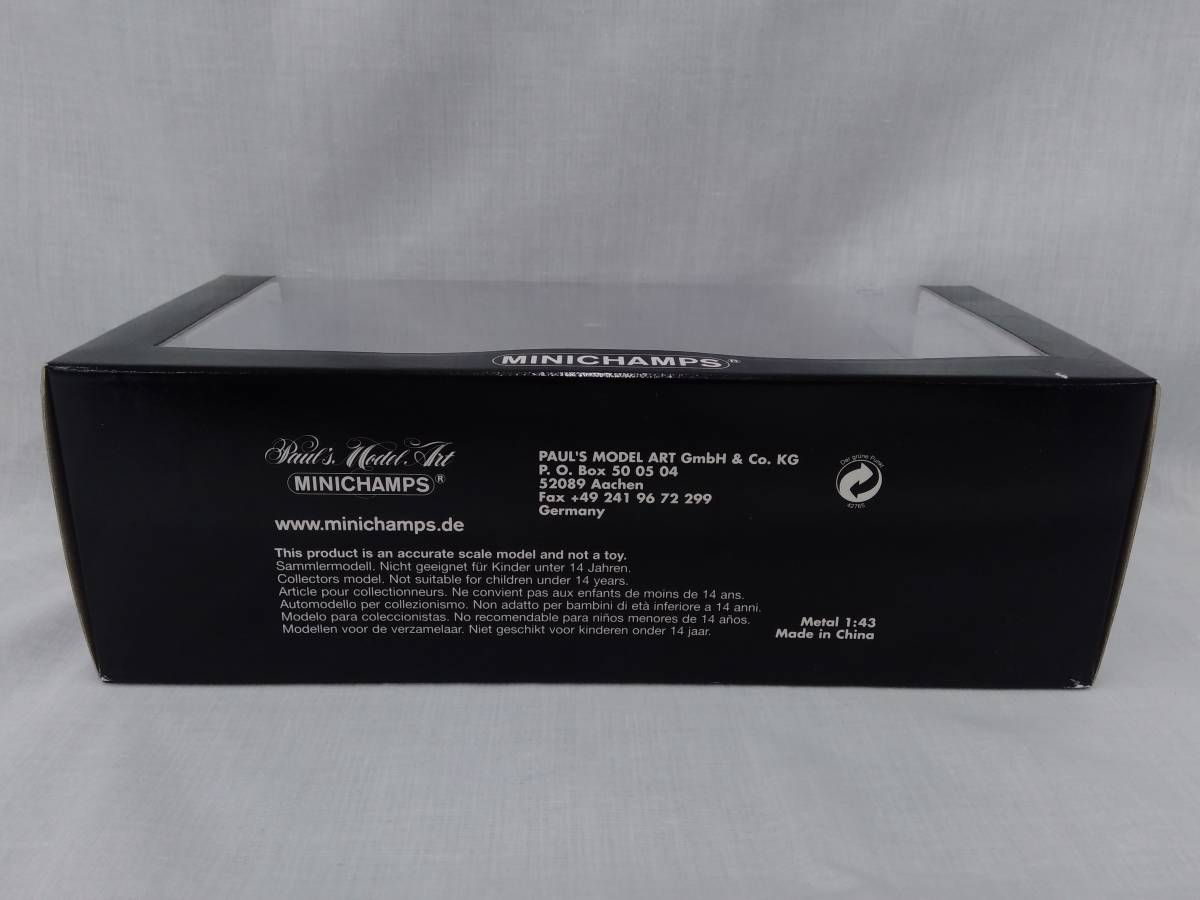 MINICHAMPS®
Paul's Model Art
MINICHAMPS®
www.minichamps.de
PAUL'S MODEL ART GmbH & Co. KG
P. O. Box 50 05 04
52089 Aachen
Fax +49 241 96 72 299
Germany
Der grüne Punkt
42765
This product is an accurate scale model and not a toy.
Sammlermodell. Nicht geeignet für Kinder unter 14 Jahren.
Collectors model. Not suitable for children under 14 years.
Article pour collectionneurs. Ne convient pas aux enfants de moins de 14 ans.
Automodello per collezionismo. Non adatto per bambini di età inferiore a 14 anni.
Modelo para coleccionistas. No recomendable para niños menores de 14 años.
Modellen voor de verzamelaar. Niet geschikt voor kinderen onder 14 jaar.
Metal 1:43
Made in China